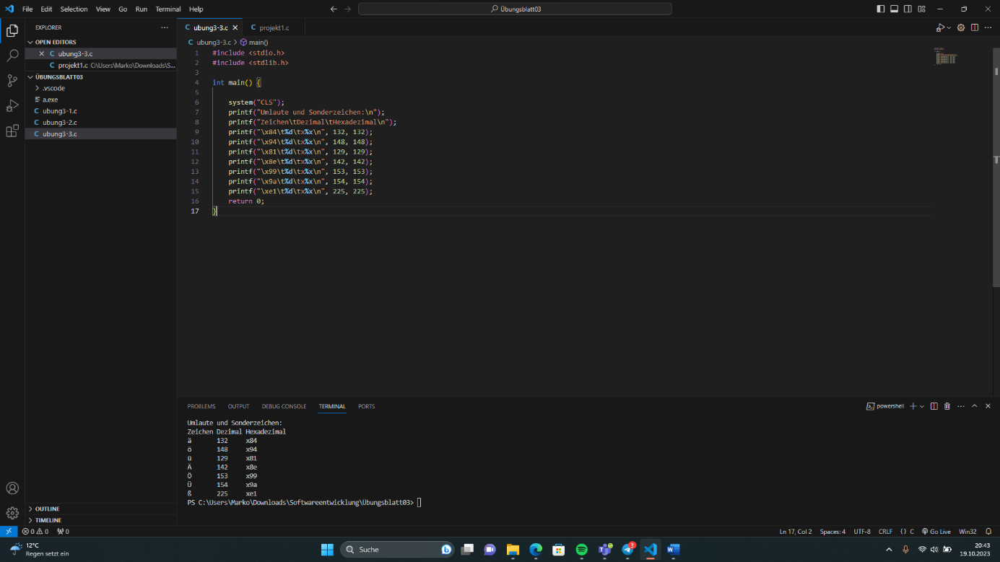 File Edit Selection View Go Run Terminal Help
Übungsblatt03
EXPLORER
OPEN EDITORS
C ubung3-3.c
C projekt1.c C:\Users\Marko\Downloads\S...
ÜBUNGSBLATT03
.vscode
a.exe
C ubung3-1.c
C ubung3-2.c
C ubung3-3.c
OUTLINE
TIMELINE
C ubung3-3.c C projekt1.c
C ubung3-3.c > main()
1 #include <stdio.h>
2 #include <stdlib.h>
3
4 int main() {
5
6 system("CLS");
7 printf("Umlaute und Sonderzeichen:\n");
8 printf("Zeichen\tDezimal\tHexadezimal\n");
9 printf("\x84\t%d\tx%x\n", 132, 132);
10 printf("\x94\t%d\tx%x\n", 148, 148);
11 printf("\x81\t%d\tx%x\n", 129, 129);
12 printf("\x8e\t%d\tx%x\n", 142, 142);
13 printf("\x99\t%d\tx%x\n", 153, 153);
14 printf("\x9a\t%d\tx%x\n", 154, 154);
15 printf("\xe1\t%d\tx%x\n", 225, 225);
16 return 0;
17 }
PROBLEMS OUTPUT DEBUG CONSOLE TERMINAL PORTS
powershell
Umlaute und Sonderzeichen:
Zeichen Dezimal Hexadezimal
ä 132 x84
ö 148 x94
ü 129 x81
Ä 142 x8e
Ö 153 x99
Ü 154 x9a
ß 225 xe1
PS C:\Users\Marko\Downloads\Softwareentwicklung\Übungsblatt03>
0 0 0 Ln 17, Col 2 Spaces: 4 UTF-8 CRLF {} C Go Live Win32
12°C
Regen setzt ein
Suche
3
20:43
19.10.2023